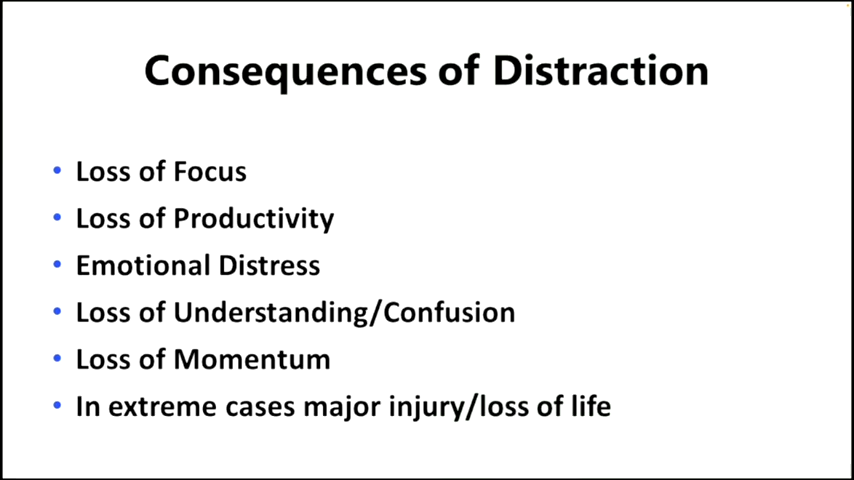 Consequences of Distraction
• Loss of Focus
• Loss of Productivity
• Emotional Distress
• Loss of Understanding/Confusion
• Loss of Momentum
• In extreme cases major injury/loss of life